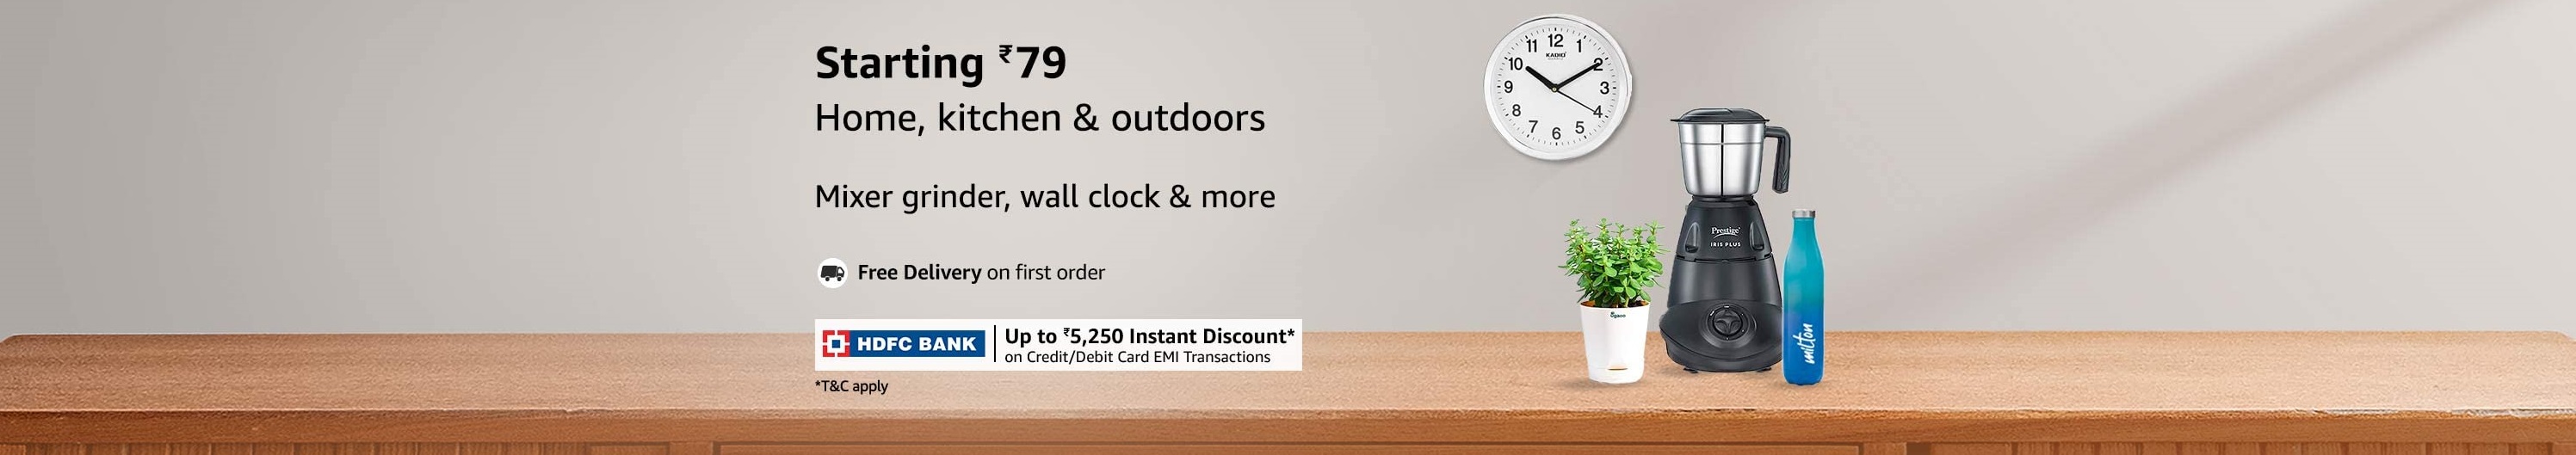 Starting ₹79
Home, kitchen & outdoors
Mixer grinder, wall clock & more
Free Delivery on first order
HDFC BANK
Up to ₹5,250 Instant Discount*
on Credit/Debit Card EMI Transactions
*T&C apply
11 12 1
10 2
9 3
8 4
7 6 5
KADIO
Prestige
IRIS PLUS
Ugaoo
milton